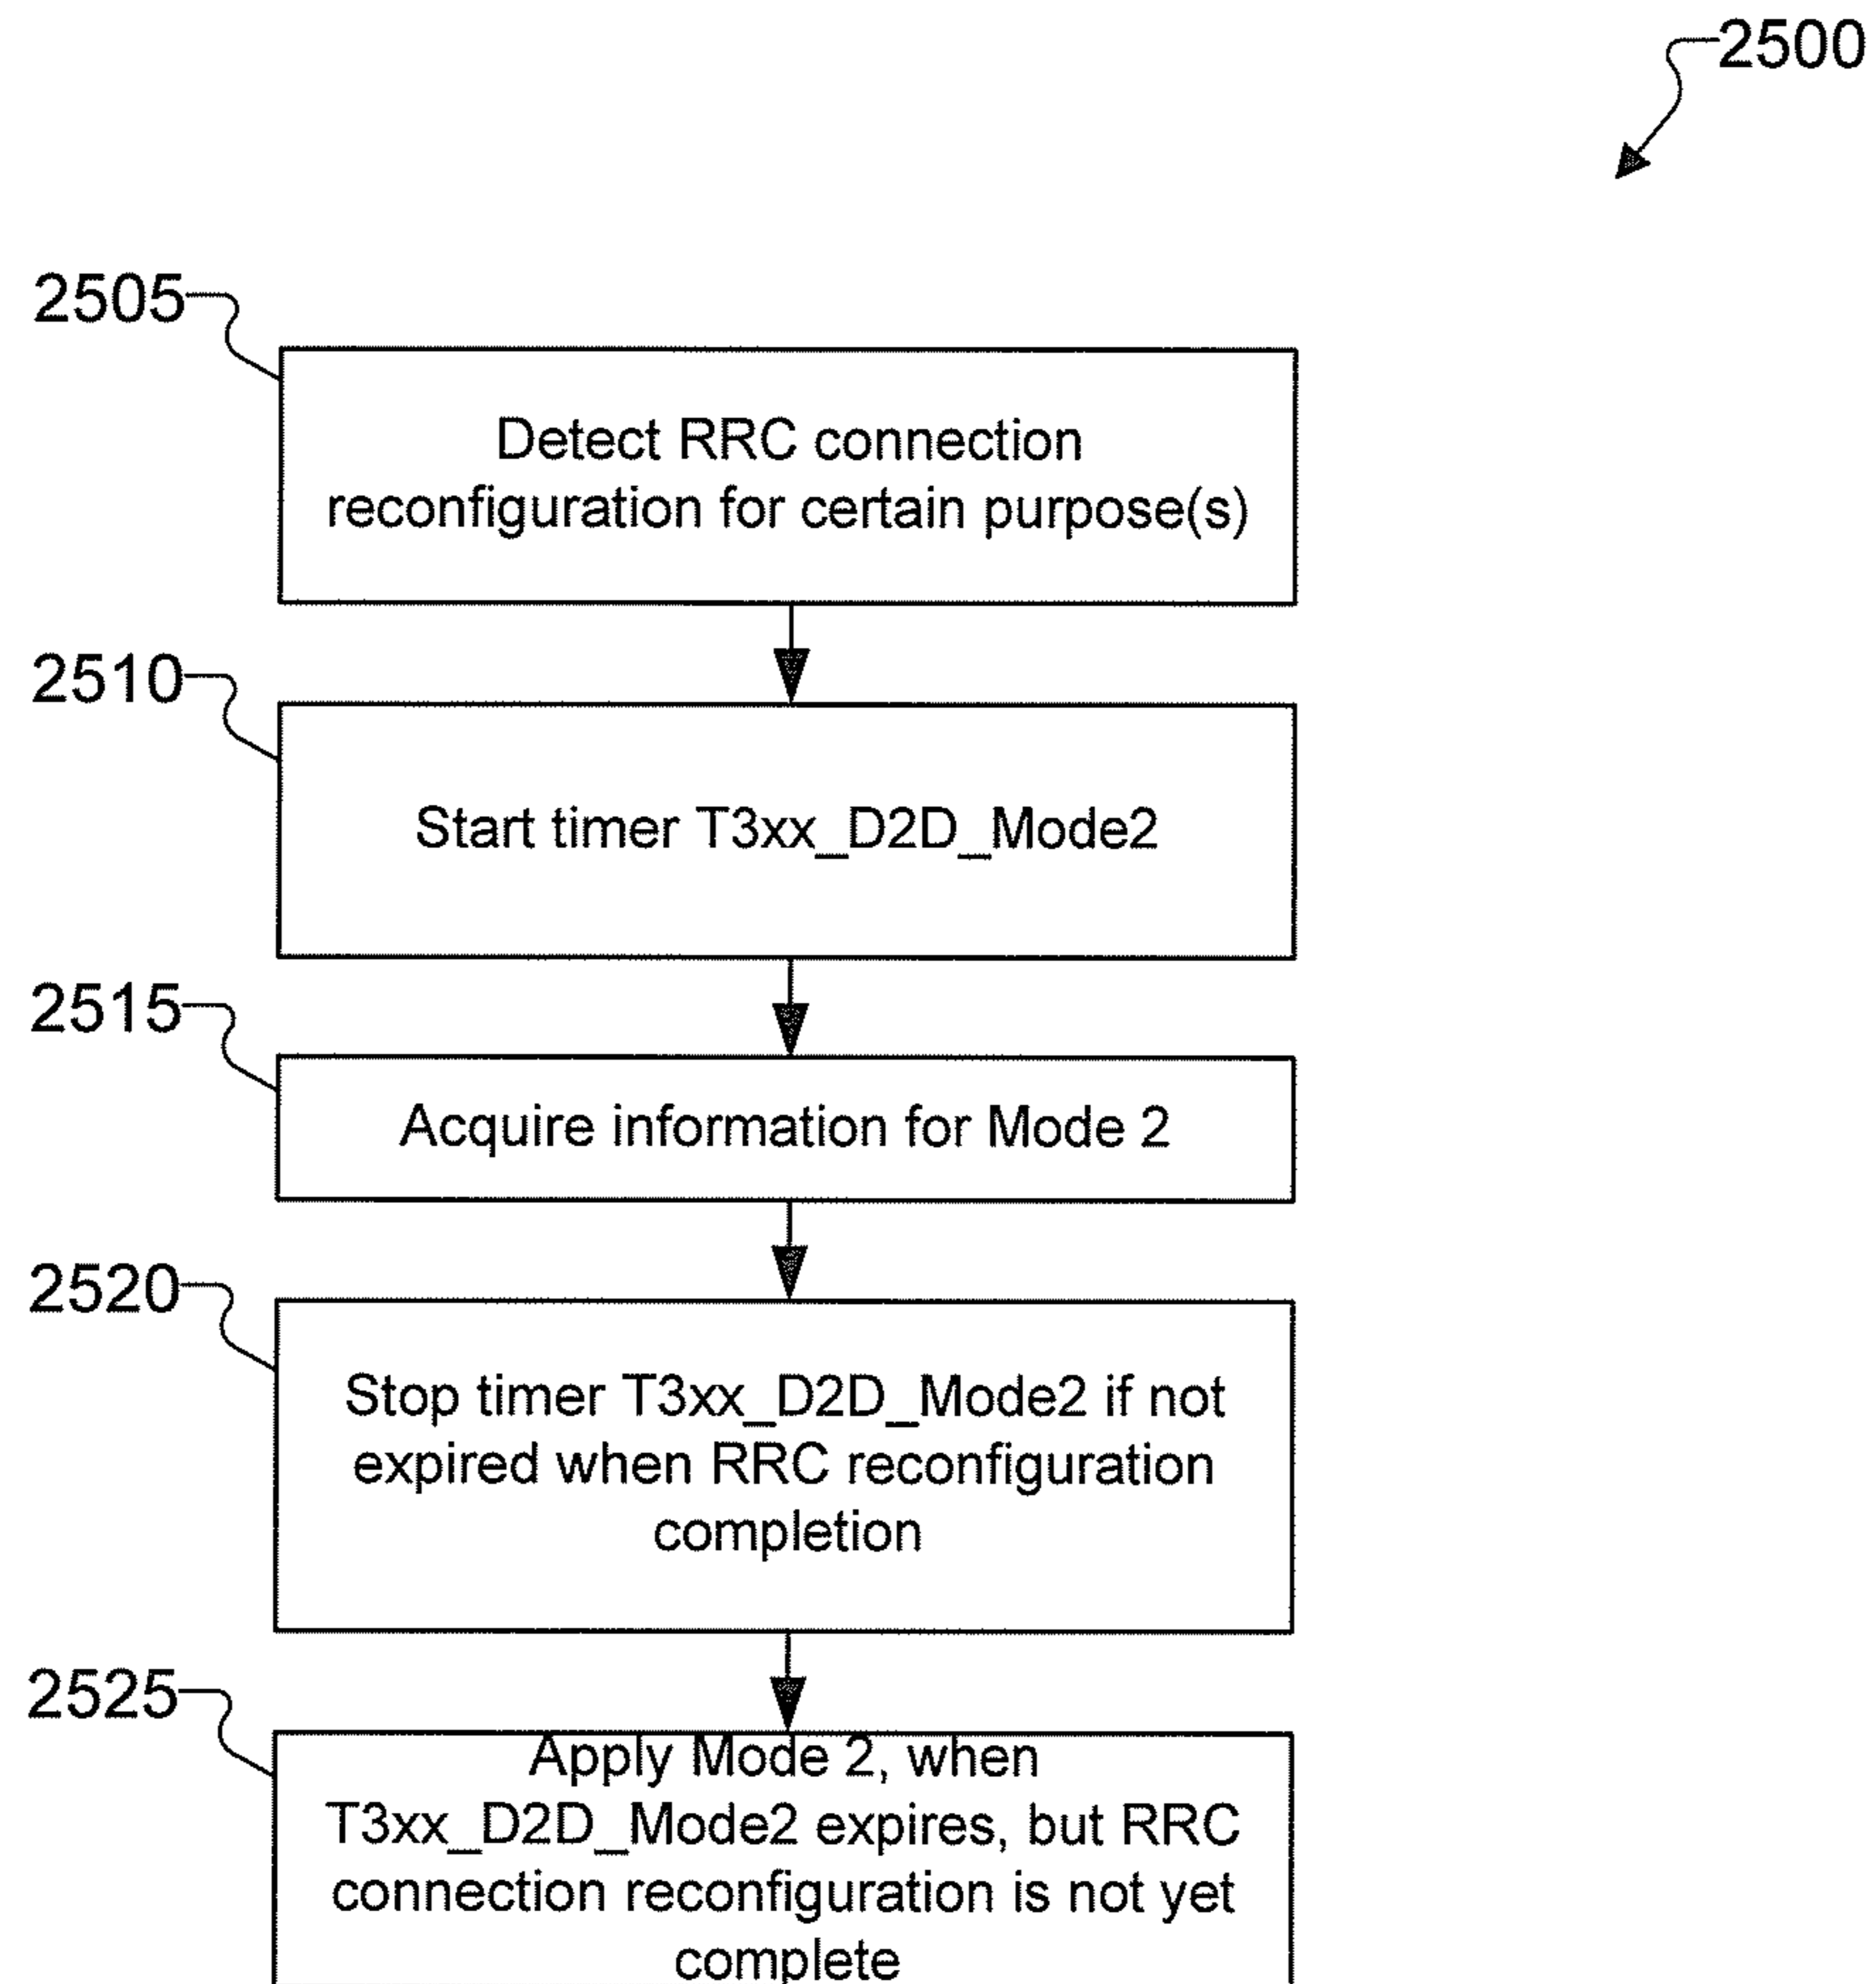 2500
2505
Detect RRC connection
reconfiguration for certain purpose(s)
2510
Start timer T3xx_D2D_Mode2
2515
Acquire information for Mode 2
2520
Stop timer T3xx_D2D_Mode2 if not
expired when RRC reconfiguration
completion
2525
Apply Mode 2, when
T3xx_D2D_Mode2 expires, but RRC
connection reconfiguration is not yet
complete